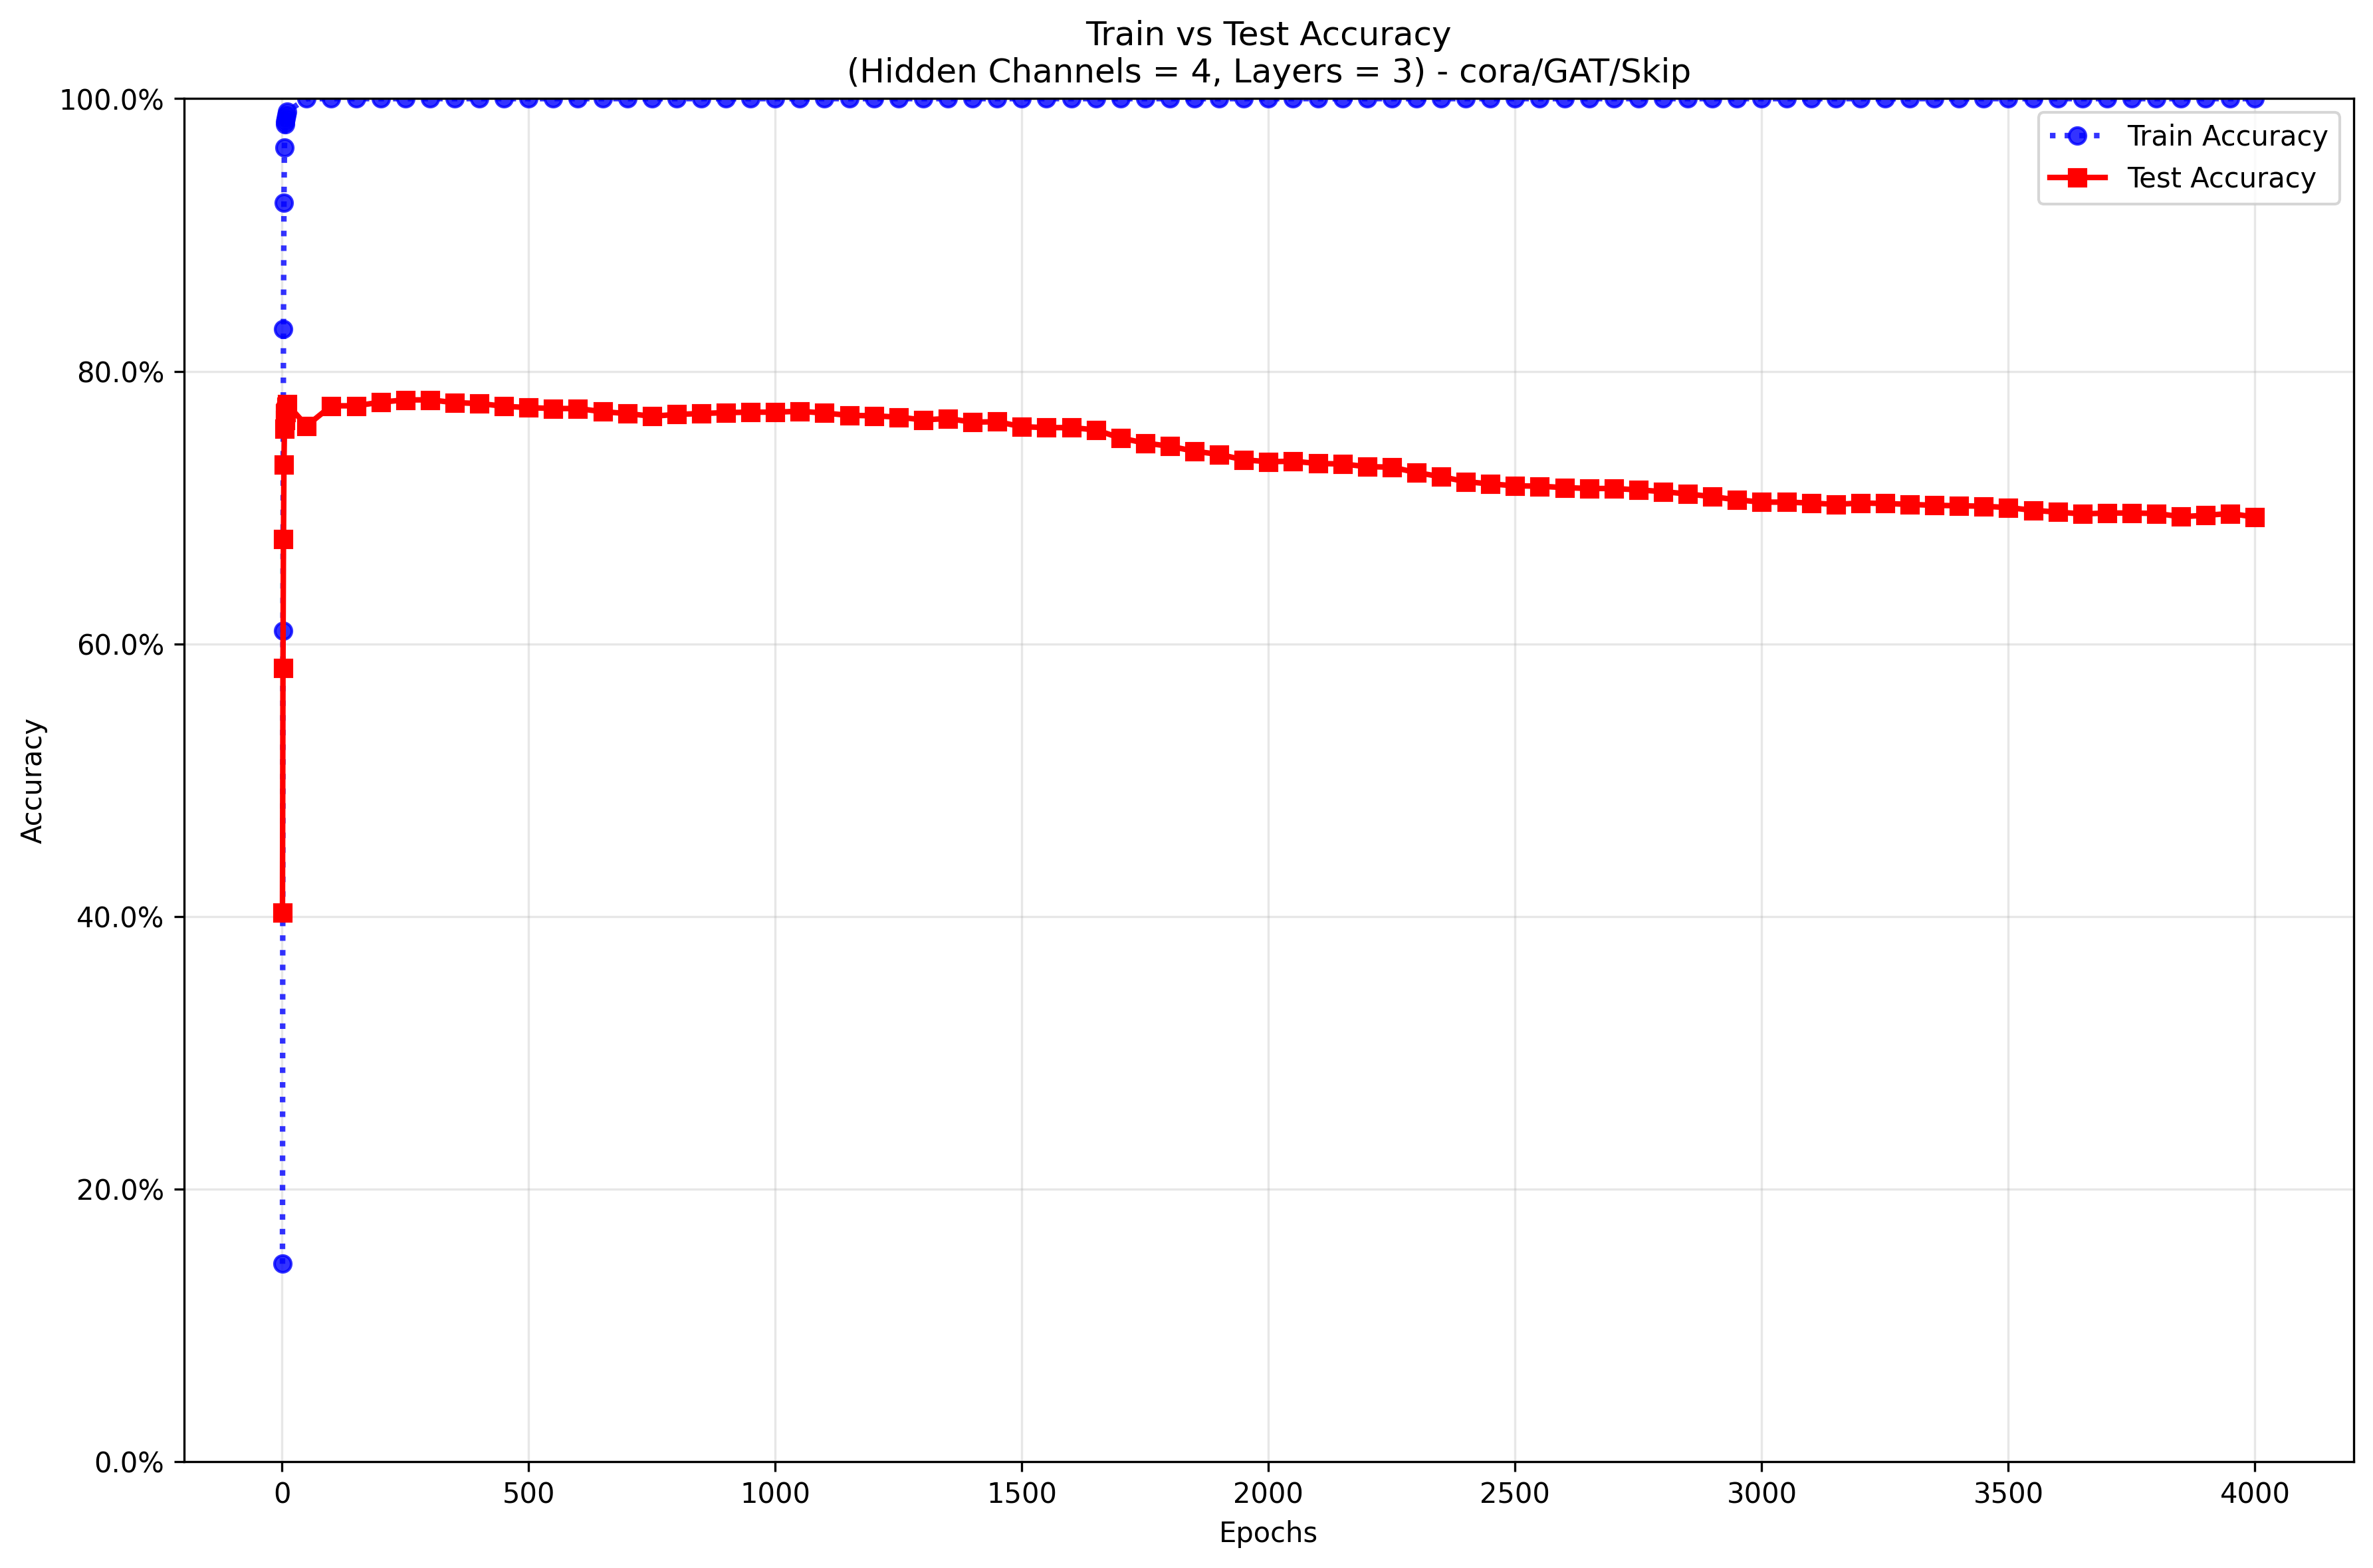 Train vs Test Accuracy
(Hidden Channels = 4, Layers = 3) - cora/GAT/Skip
100.0%
80.0%
60.0%
40.0%
20.0%
0.0%
Accuracy
Train Accuracy
Test Accuracy
0 500 1000 1500 2000 2500 3000 3500 4000
Epochs